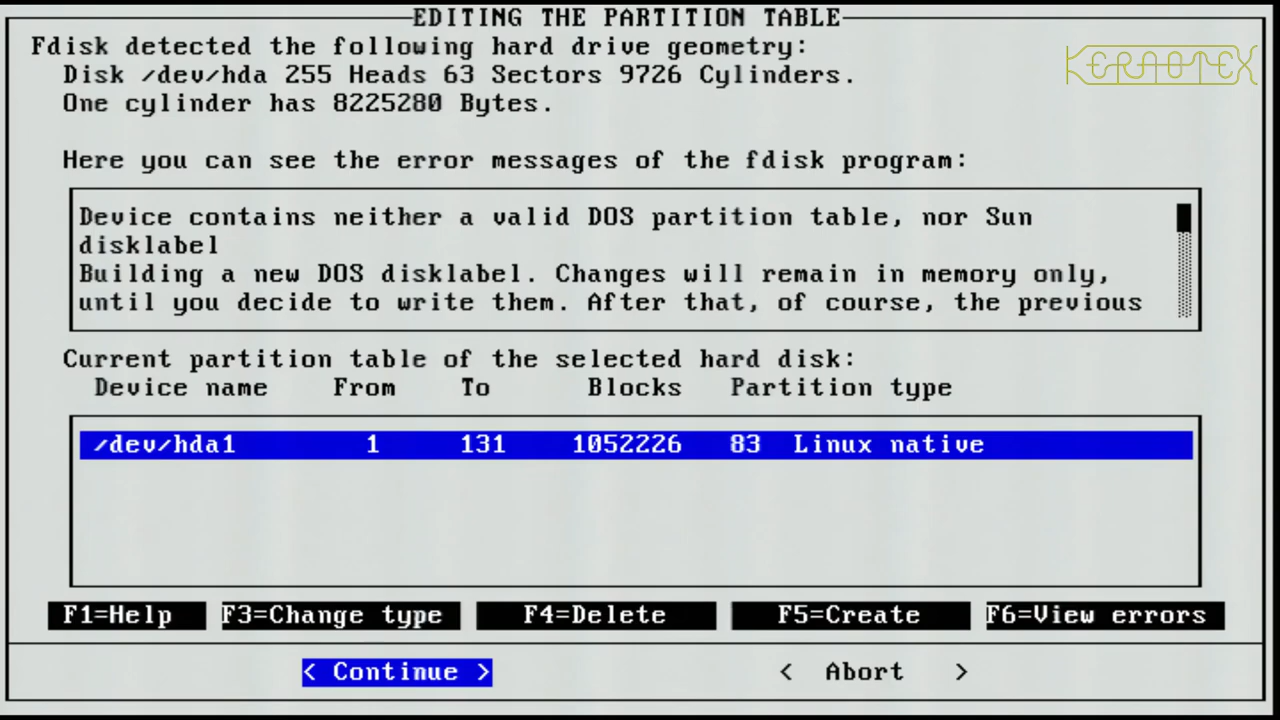 EDITING THE PARTITION TABLE
Fdisk detected the following hard drive geometry:
Disk /dev/hda 255 Heads 63 Sectors 9726 Cylinders.
One cylinder has 8225280 Bytes.
KERAOTEX
Here you can see the error messages of the fdisk program:
Device contains neither a valid DOS partition table, nor Sun
disklabel
Building a new DOS disklabel. Changes will remain in memory only,
until you decide to write them. After that, of course, the previous
Current partition table of the selected hard disk:
Device name From To Blocks Partition type
/dev/hda1 1 131 1052226 83 Linux native
F1=Help F3=Change type F4=Delete F5=Create F6=View errors
< Continue > < Abort >